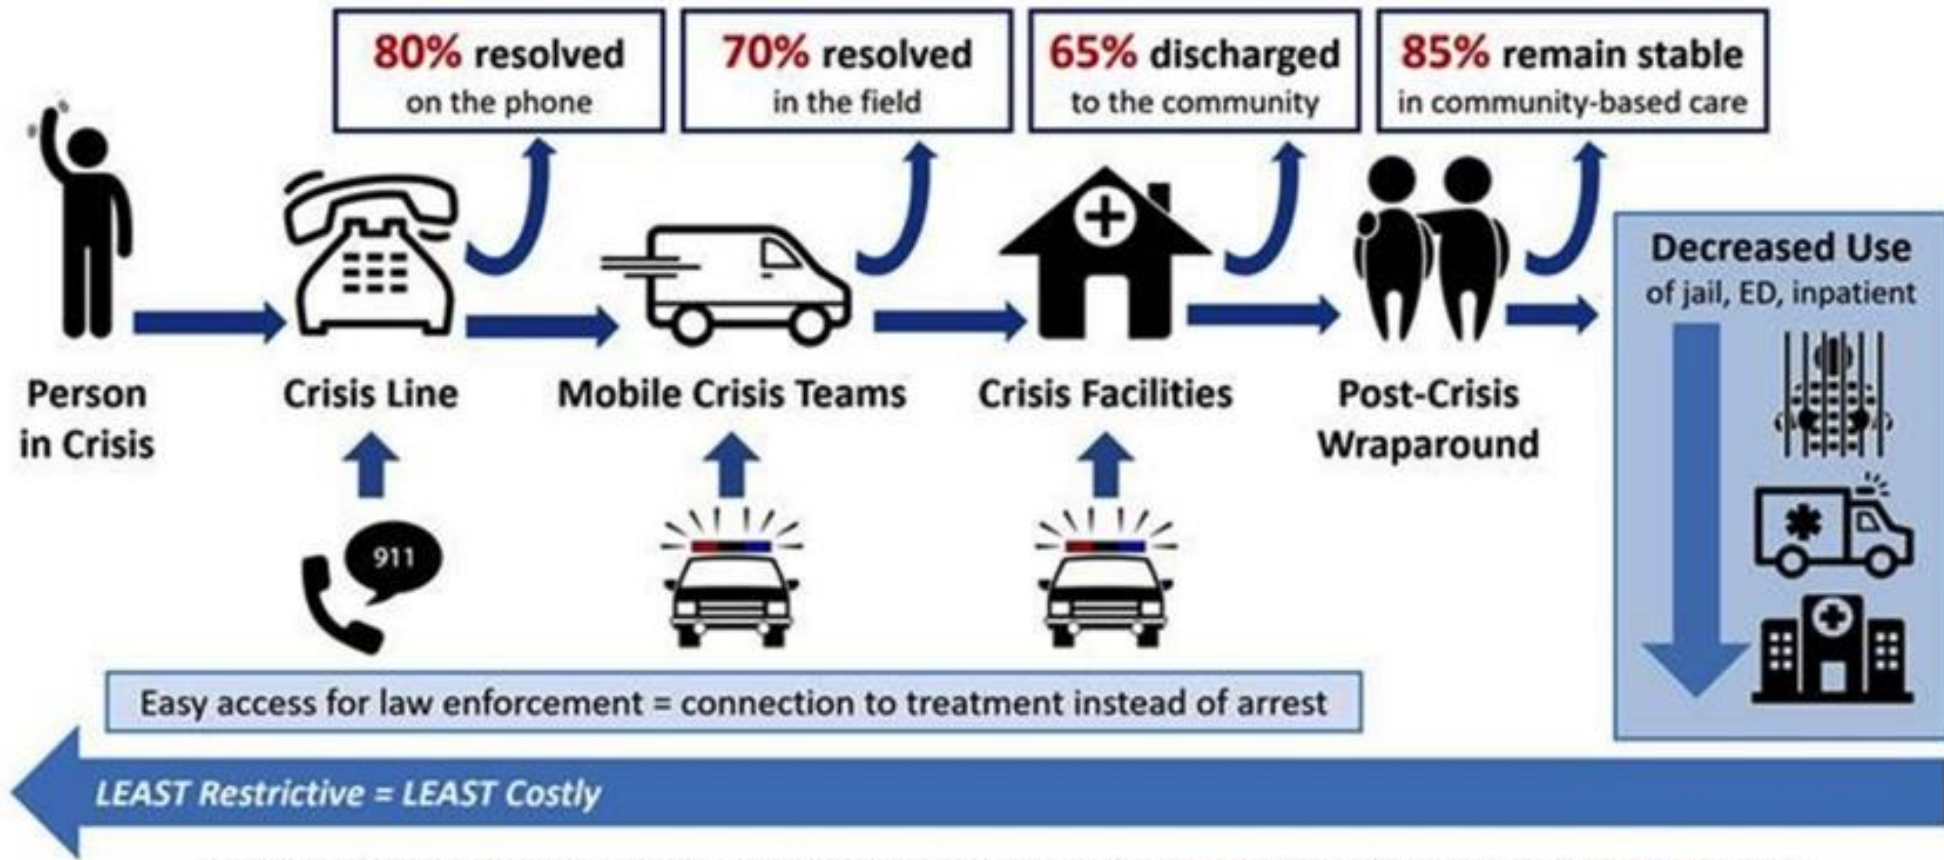 80% resolved
on the phone
70% resolved
in the field
65% discharged
to the community
85% remain stable
in community-based care
Decreased Use
of jail, ED, inpatient
Person
in Crisis
Crisis Line
Mobile Crisis Teams
Crisis Facilities
Post-Crisis
Wraparound
911
Easy access for law enforcement = connection to treatment instead of arrest
LEAST Restrictive = LEAST Costly